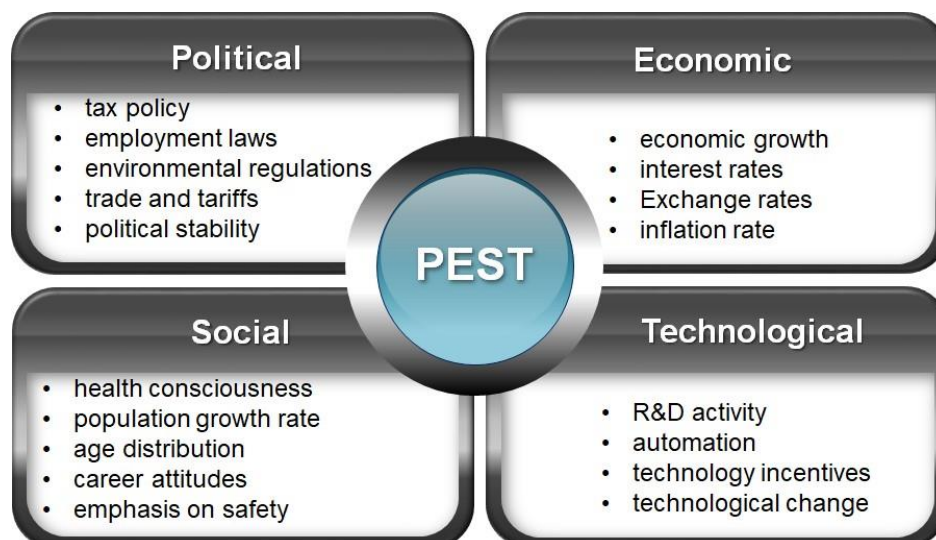 Political
• tax policy
• employment laws
• environmental regulations
• trade and tariffs
• political stability
Economic
• economic growth
• interest rates
• Exchange rates
• inflation rate
PEST
Social
• health consciousness
• population growth rate
• age distribution
• career attitudes
• emphasis on safety
Technological
• R&D activity
• automation
• technology incentives
• technological change